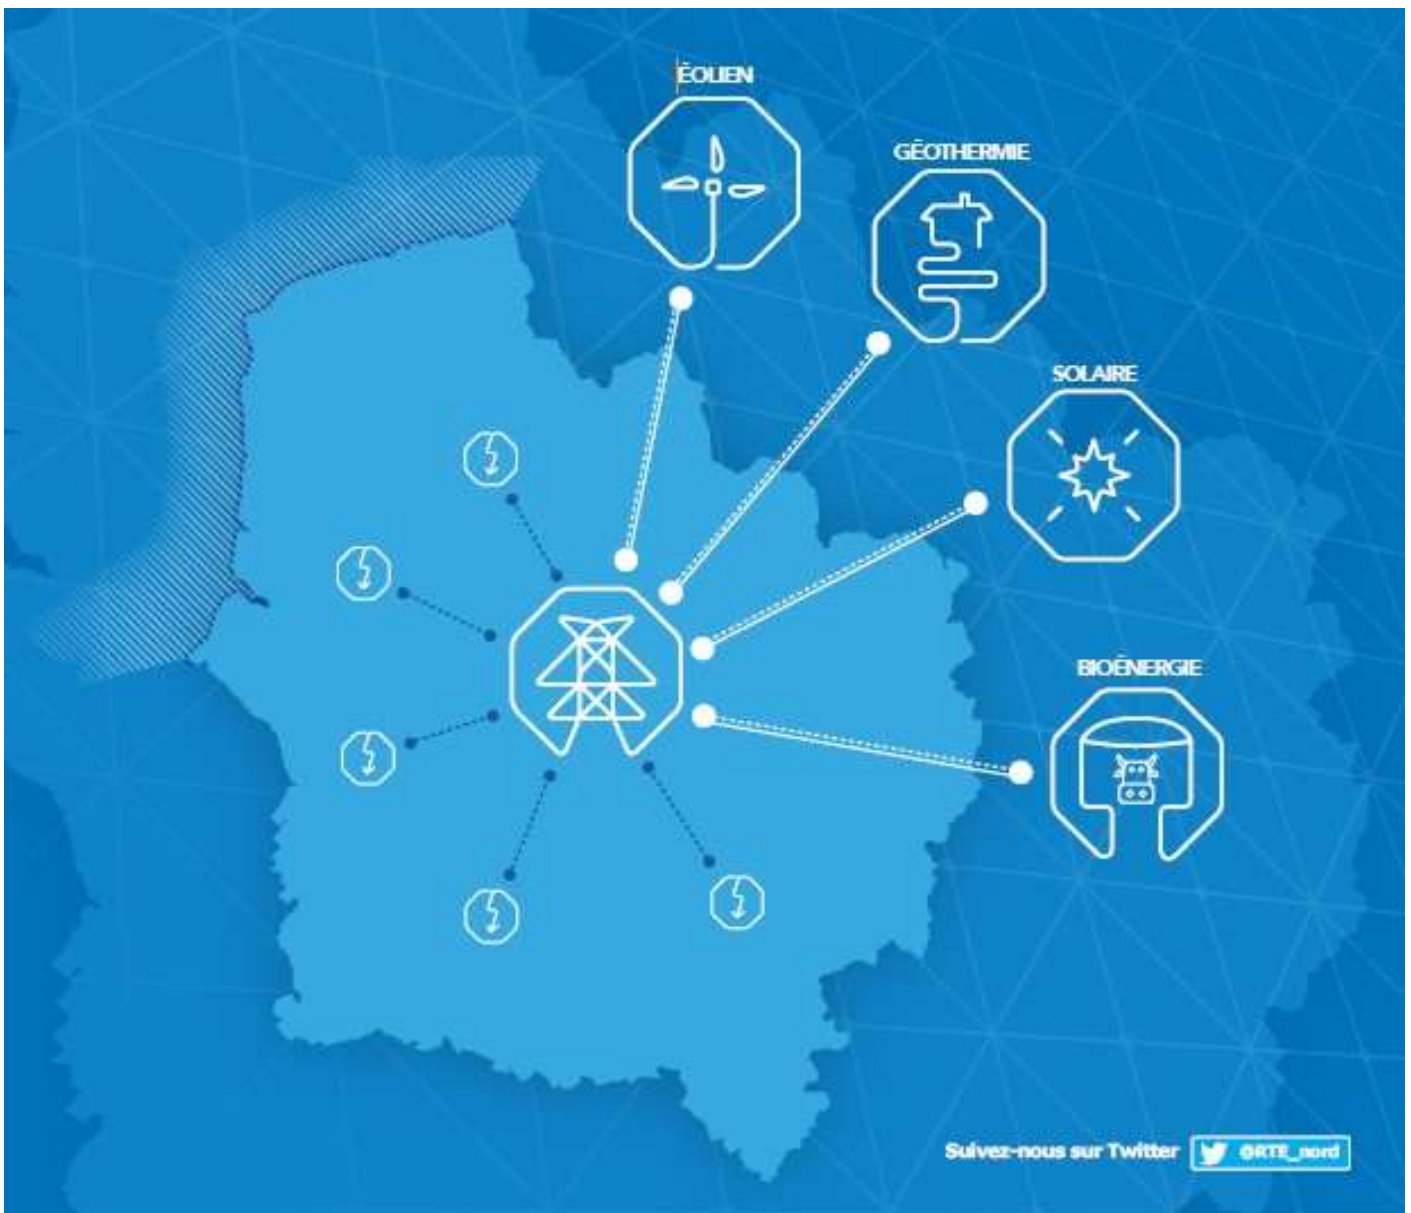 ÉOLIEN
GÉOTHERMIE
SOLAIRE
BIOÉNERGIE
Suivez-nous sur Twitter @RTE_nord